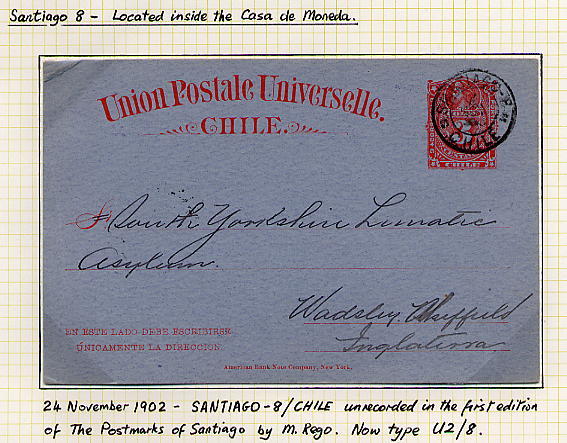 Santiago 8 - Located inside the Casa de Moneda.
Union Postale Universelle.
CHILE.
CHILE
South Yorkshire Lunatic
Asylum.
Wadsley. Sheffield
Inglaterra
EN ESTE LADO DEBE ESCRIBIRSE
ÚNICAMENTE LA DIRECCION.
American Bank Note Company, New York.
24 November 1902 - SANTIAGO-8/CHILE unrecorded in the first edition
of The Postmarks of Santiago by M. Rego. Now type U2/8.